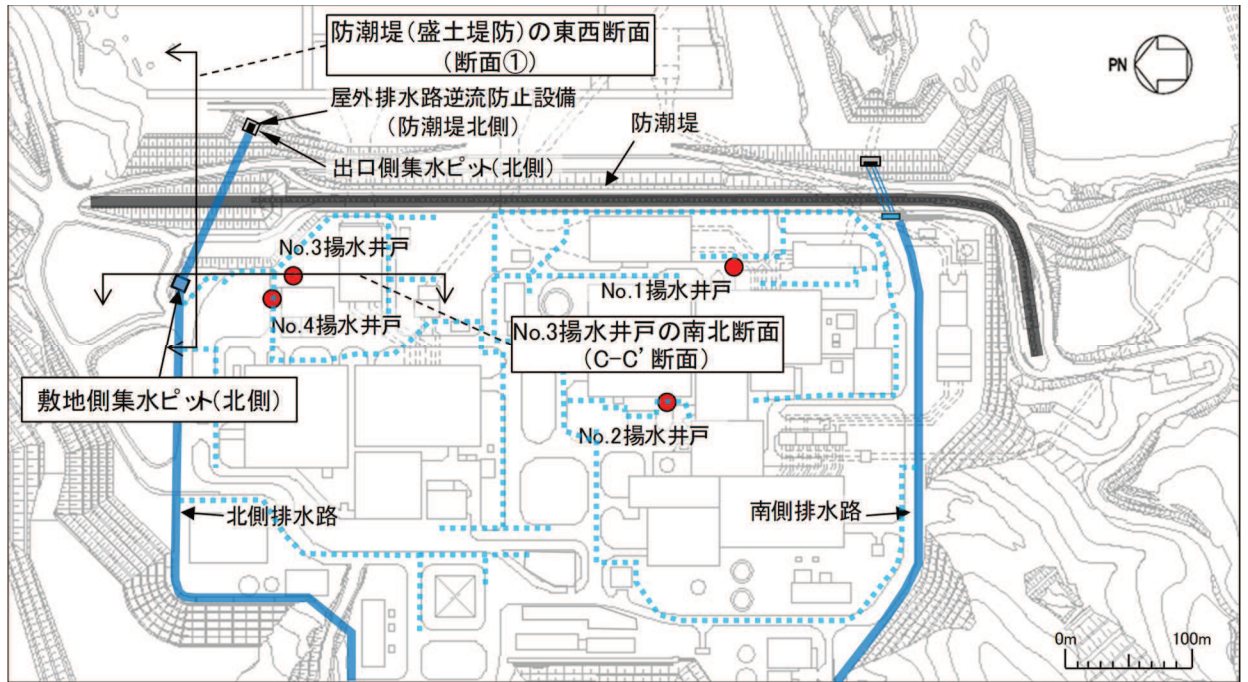 防潮堤(盛土堤防)の東西断面
(断面①)
PN
屋外排水路逆流防止設備
(防潮堤北側)
防潮堤
出口側集水ピット(北側)
No.3揚水井戸
No.1揚水井戸
No.4揚水井戸
No.3揚水井戸の南北断面
(C-C'断面)
敷地側集水ピット(北側)
No.2揚水井戸
北側排水路
南側排水路
0m 100m